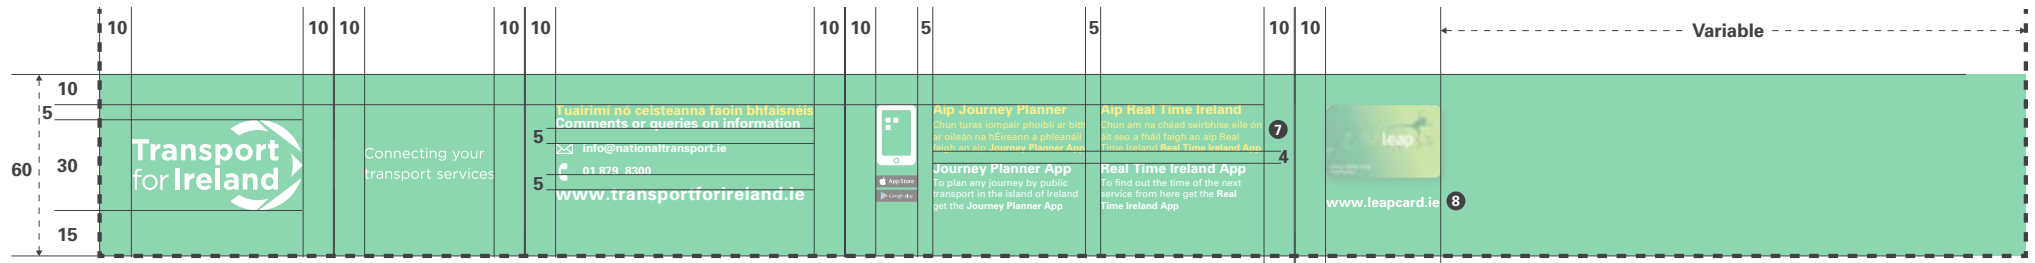 10 10 10 10 10 10 10 5 5 10 10 Variable
10
5
60
30
15
Transport
for Ireland
Connecting your
transport services
Tuairimí nó ceisteanna faoin bhfaisnéis
Comments or queries on information
5
info@nationaltransport.ie
01 879 8300
5
www.transportforireland.ie
App Store
Google play
Aip Journey Planner
Chun turas iompair phoiblí ar bith
ar oileán na hÉireann a phleanáil
faigh an aip Journey Planner App
Journey Planner App
To plan any journey by public
transport in the island of Ireland
get the Journey Planner App
Aip Real Time Ireland
Chun am na chéad seirbhíse eile ón
áit seo a fháil faigh an aip Real
Time Ireland Real Time Ireland App
Real Time Ireland App
To find out the time of the next
service from here get the Real
Time Ireland App
7
4
leap
www.leapcard.ie
8